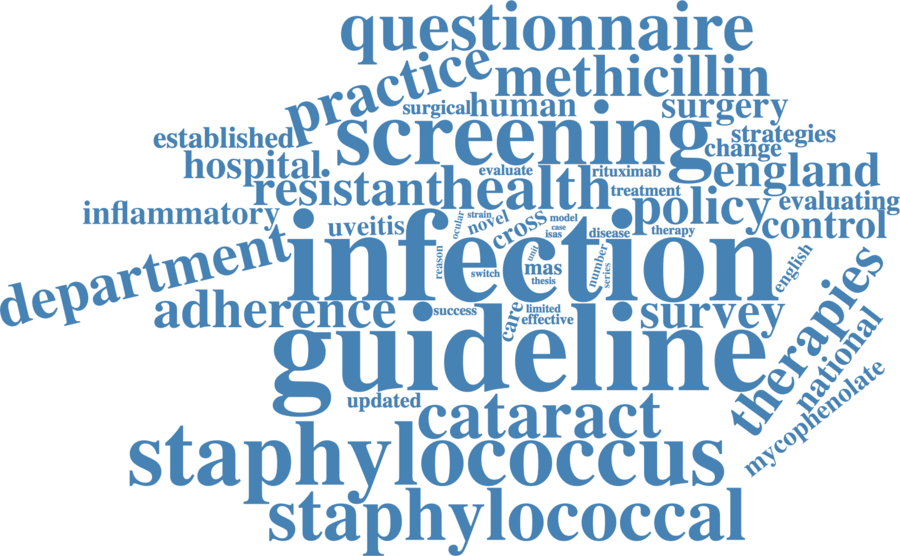 questionnaire
practice
methicillin
surgical
human
surgery
established
screening
strategies
change
hospital
evaluate
rituximab
england
resistant
health
treatment
policy
evaluating
inflammatory
uveitis
ocular
strain
novel
cross
model
case
isas
disease
therapy
control
department
infection
reason
switch
unit
mas
thesis
number
series
english
adherence
success
care
limited
effective
survey
therapies
guideline
national
updated
cataract
mycophenolate
staphylococcus
staphylococcal